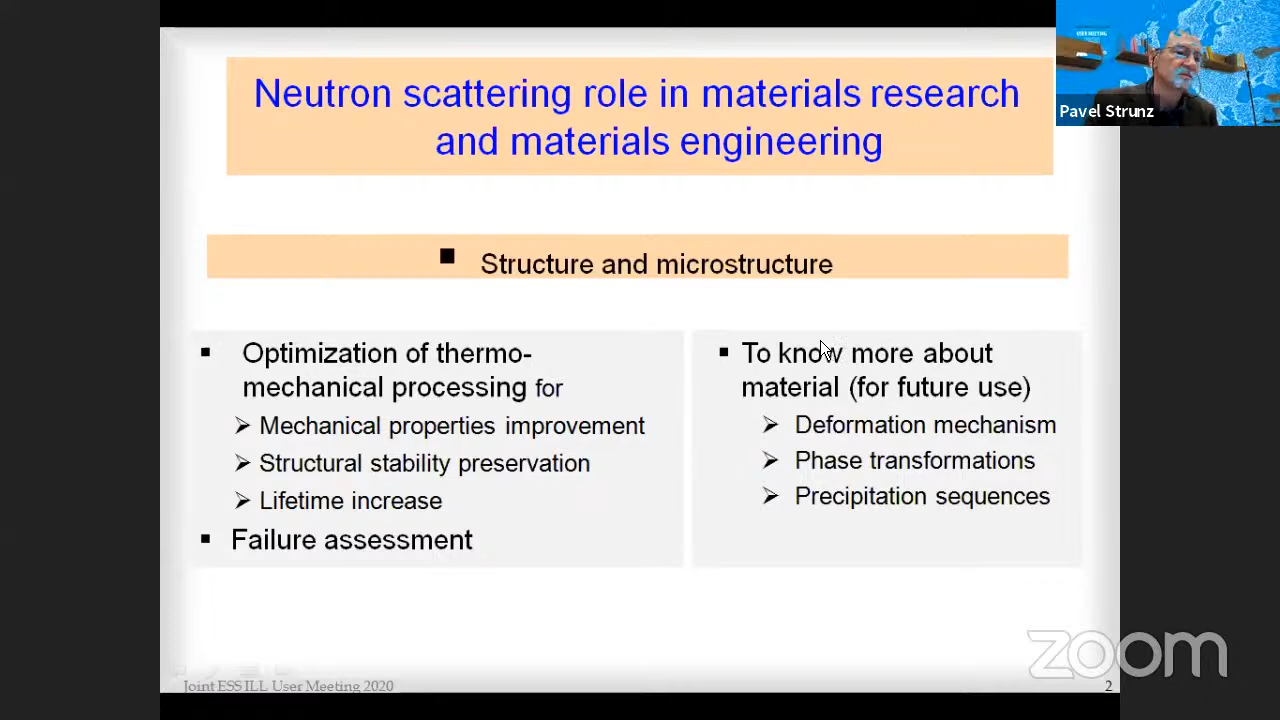 Neutron scattering role in materials research
and materials engineering
USER MEETING
Pavel Strunz
▪ Structure and microstructure
▪ Optimization of thermo-
mechanical processing for
➢ Mechanical properties improvement
➢ Structural stability preservation
➢ Lifetime increase
▪ Failure assessment
▪ To know more about
material (for future use)
➢ Deformation mechanism
➢ Phase transformations
➢ Precipitation sequences
zoom
Joint ESS ILL User Meeting 2020
2